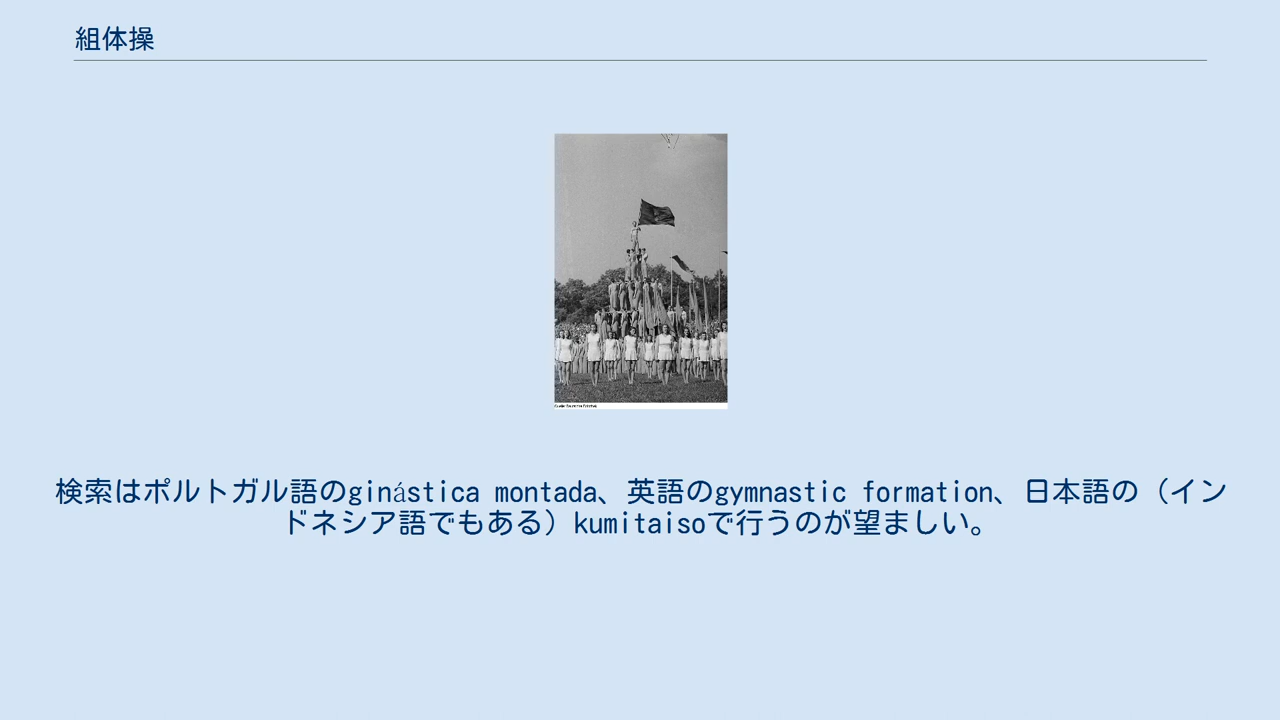 組体操
検索はポルトガル語のginástica montada、英語のgymnastic formation、日本語の（イン
ドネシア語でもある）kumitaisoで行うのが望ましい。